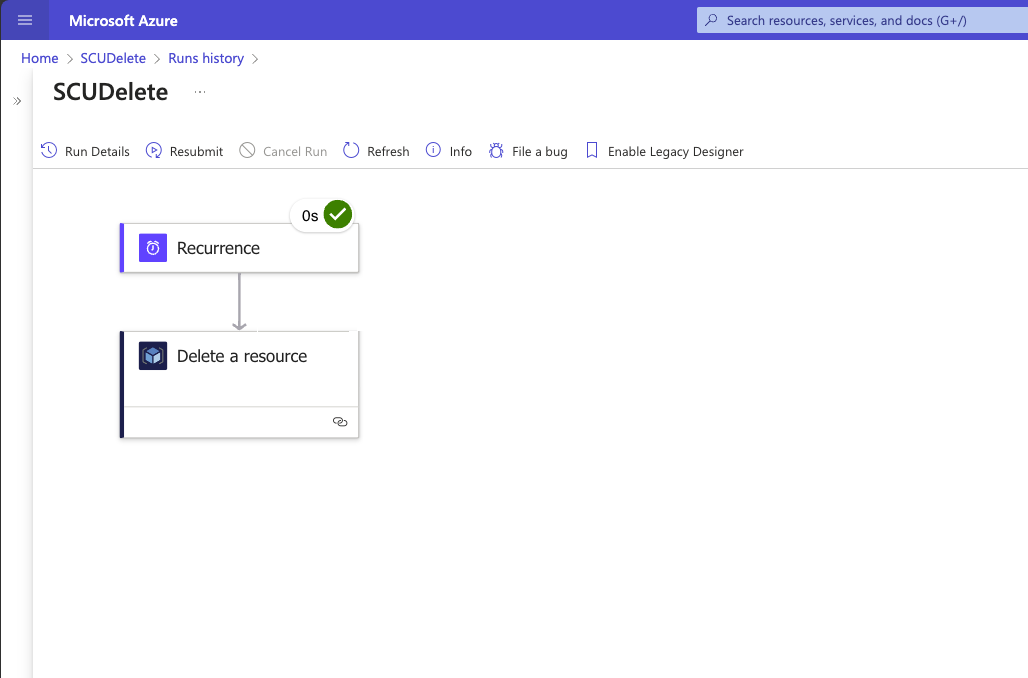 Microsoft Azure
Search resources, services, and docs (G+/)
Home > SCUDelete > Runs history >
SCUDelete ...
Run Details Resubmit Cancel Run Refresh Info File a bug Enable Legacy Designer
0s
Recurrence
Delete a resource